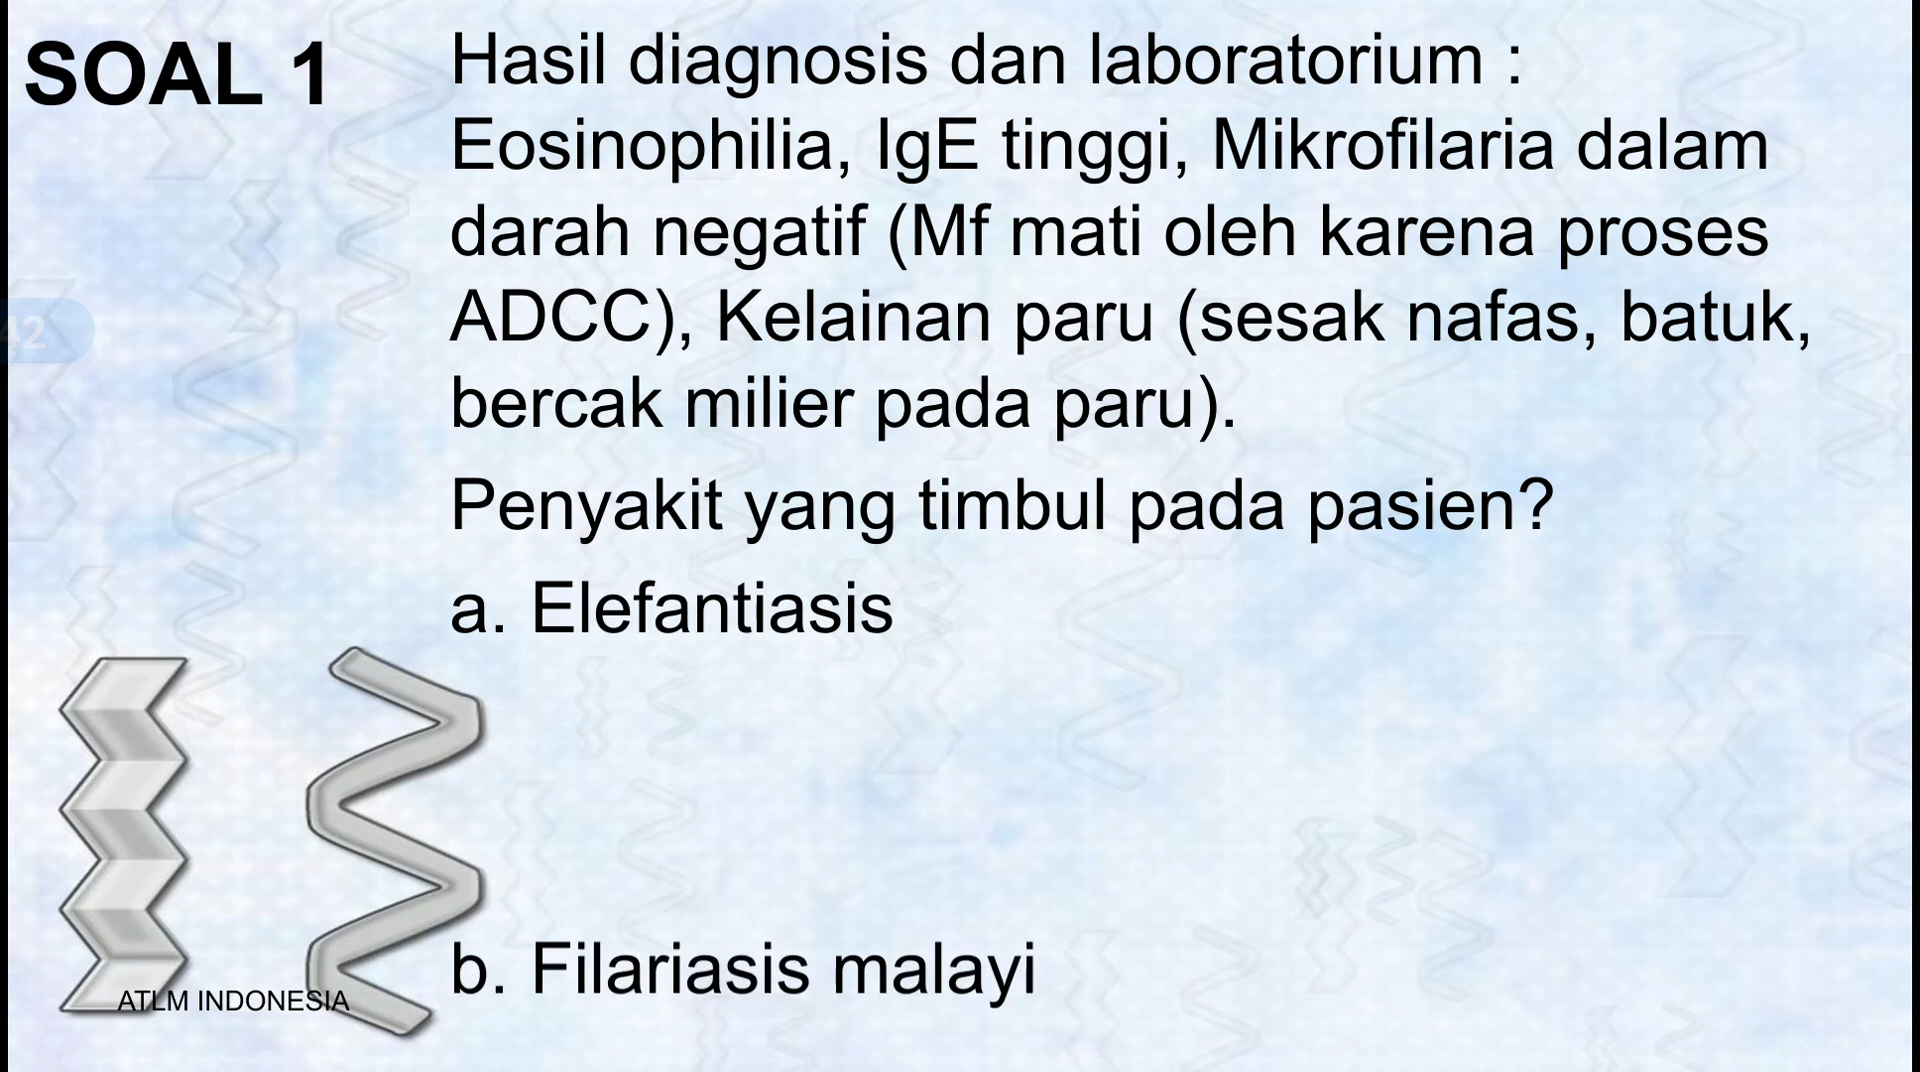 SOAL 1
Hasil diagnosis dan laboratorium :
Eosinophilia, IgE tinggi, Mikrofilaria dalam
darah negatif (Mf mati oleh karena proses
ADCC), Kelainan paru (sesak nafas, batuk,
bercak milier pada paru).
Penyakit yang timbul pada pasien?
a. Elefantiasis
b. Filariasis malayi
ATLM INDONESIA
42